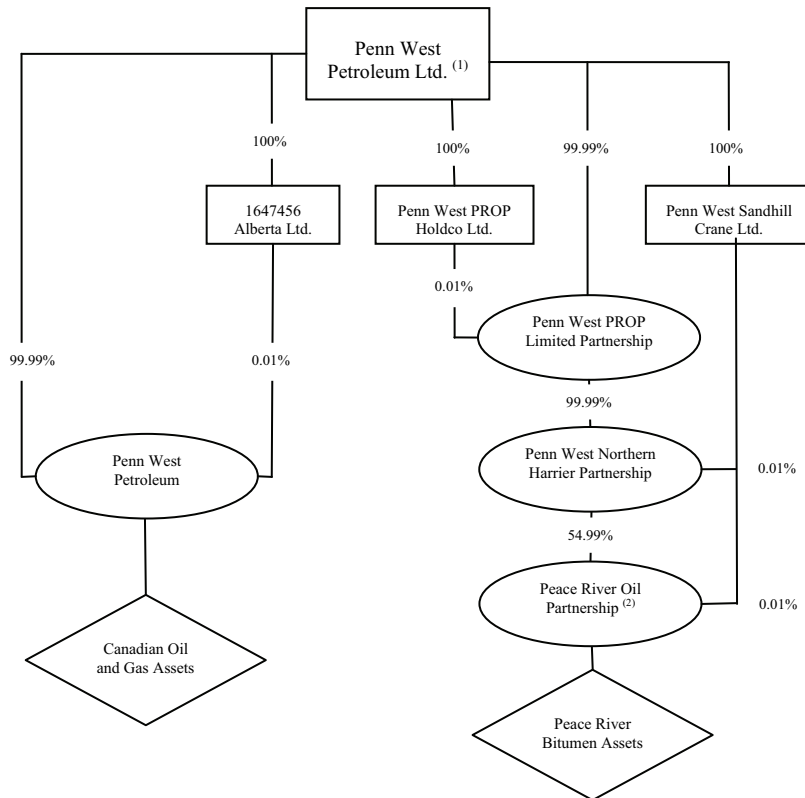 Penn West
Petroleum Ltd. (1)
100%
100%
99.99%
100%
1647456
Alberta Ltd.
Penn West PROP
Holdco Ltd.
Penn West Sandhill
Crane Ltd.
0.01%
Penn West PROP
Limited Partnership
99.99%
0.01%
99.99%
Penn West
Petroleum
Penn West Northern
Harrier Partnership
0.01%
54.99%
Peace River Oil
Partnership (2)
0.01%
Canadian Oil
and Gas Assets
Peace River
Bitumen Assets